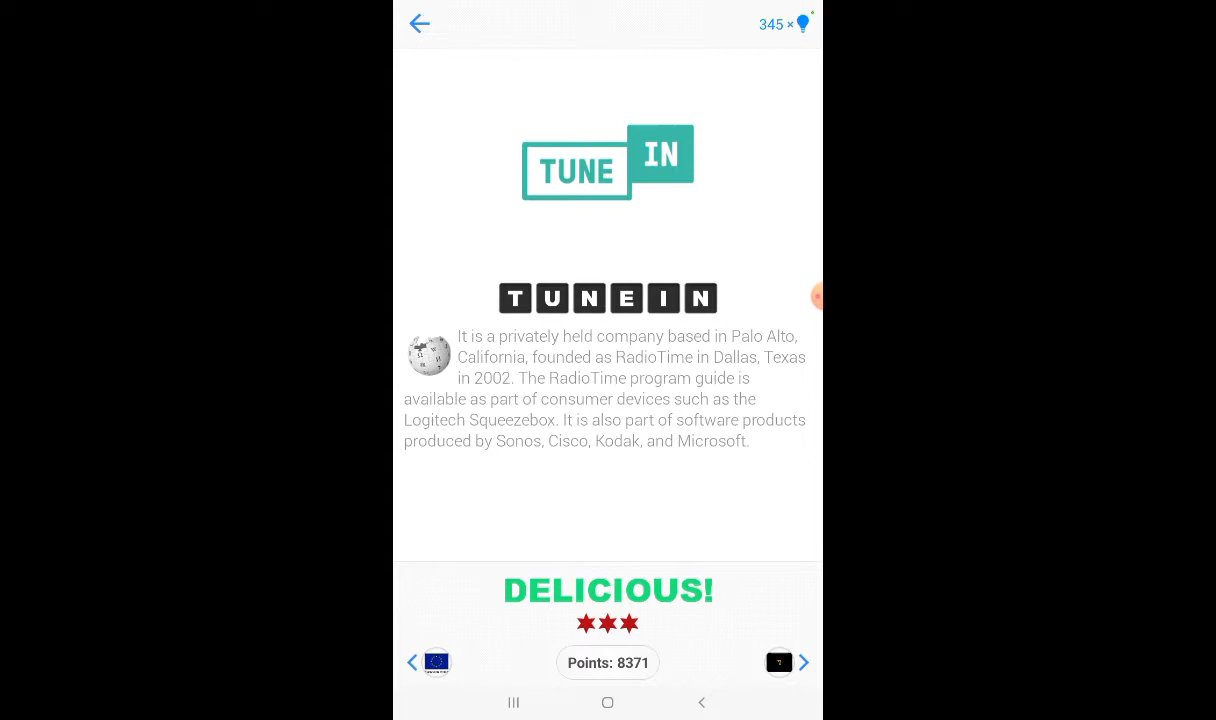 345 ×
TUNE
IN
TUNEIN
It is a privately held company based in Palo Alto,
California, founded as RadioTime in Dallas, Texas
in 2002. The RadioTime program guide is
available as part of consumer devices such as the
Logitech Squeezebox. It is also part of software products
produced by Sonos, Cisco, Kodak, and Microsoft.
DELICIOUS!
Points: 8371